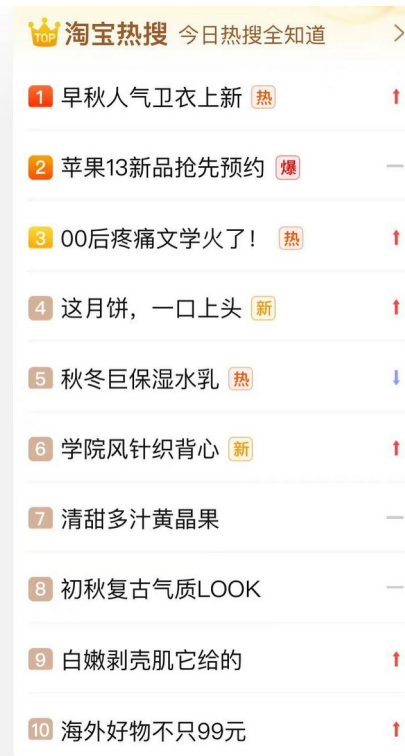 TOP 淘宝热搜 今日热搜全知道
1 早秋人气卫衣上新 热
2 苹果13新品抢先预约 爆
3 00后疼痛文学火了! 热
4 这月饼，一口上头 新
5 秋冬巨保湿水乳 热
6 学院风针织背心 新
7 清甜多汁黄晶果
8 初秋复古气质LOOK
9 白嫩剥壳肌它给的
10 海外好物不只99元